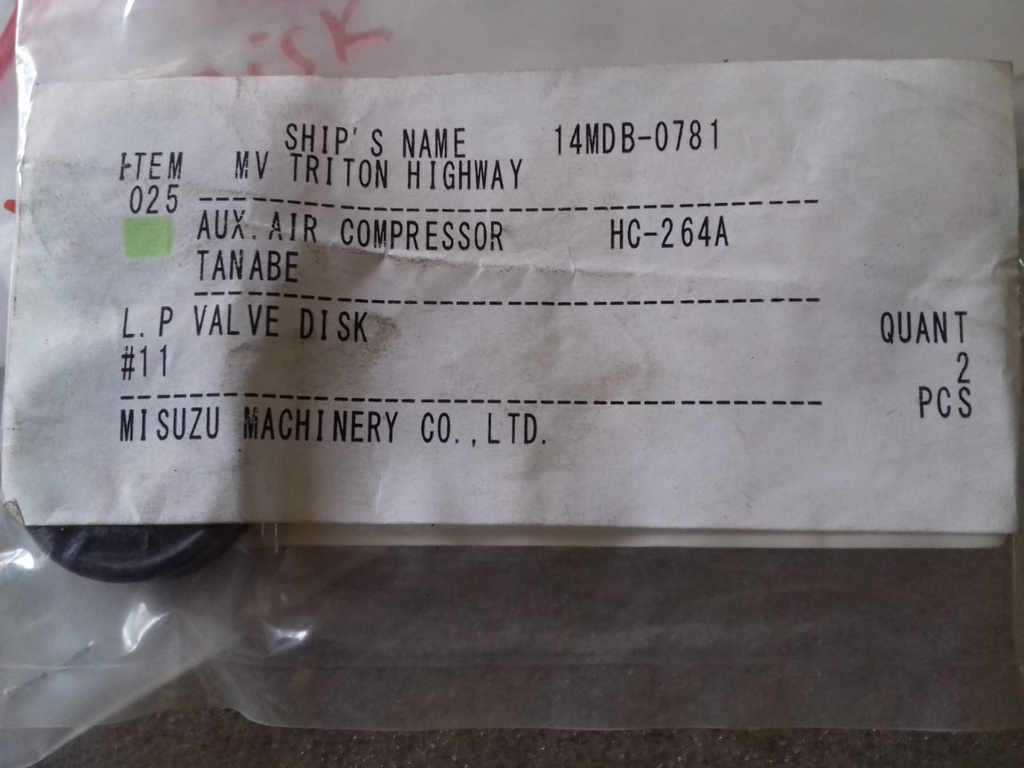 DISK
SHIP'S NAME 14MDB-0781
ITEM MV TRITON HIGHWAY
025
AUX. AIR COMPRESSOR HC-264A
TANABE
L.P VALVE DISK QUANT
#11 2
PCS
MISUZU MACHINERY CO.,LTD.